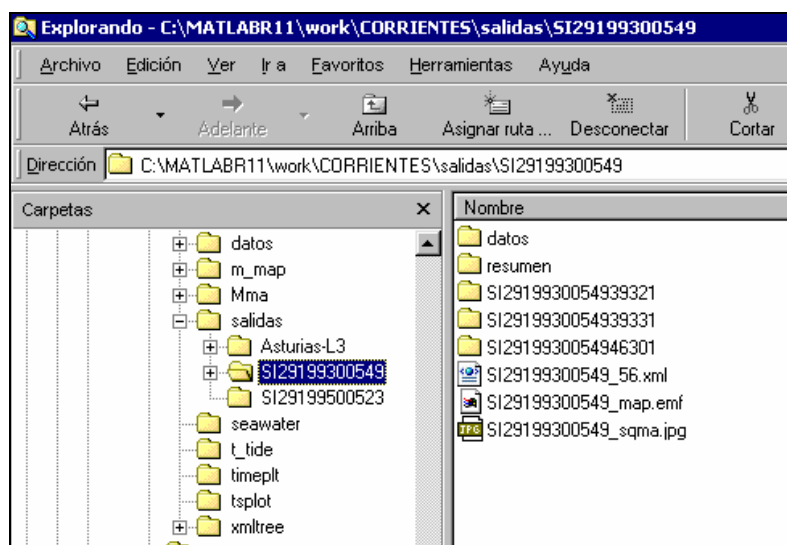 Explorando - C:\MATLABR11\work\CORRIENTES\salidas\SI29199300549
Archivo Edición Ver Ir a Favoritos Herramientas Ayuda
Atrás Adelante Arriba Asignar ruta ... Desconectar Cortar
Dirección C:\MATLABR11\work\CORRIENTES\salidas\SI29199300549
Carpetas
datos
m_map
Mma
salidas
Asturias-L3
SI29199300549
SI29199500523
seawater
t_tide
timeplt
tsplot
xmltree
Nombre
datos
resumen
SI2919930054939321
SI2919930054939331
SI2919930054946301
SI29199300549_56.xml
SI29199300549_map.emf
SI29199300549_sqma.jpg